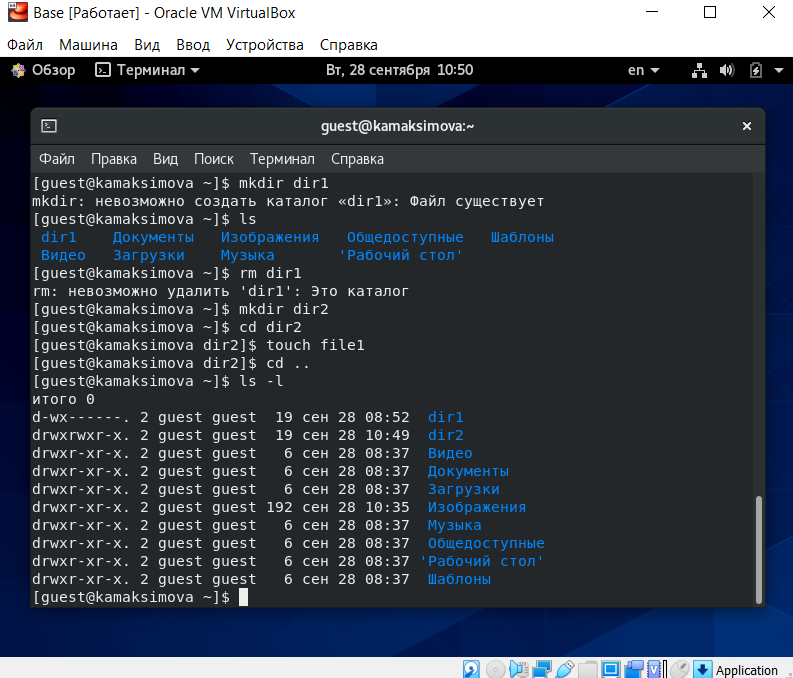 Base [Работает] - Oracle VM VirtualBox
Файл Машина Вид Ввод Устройства Справка
Обзор Терминал Вт, 28 сентября 10:50 en
guest@kamaksimova:~
Файл Правка Вид Поиск Терминал Справка
[guest@kamaksimova ~]$ mkdir dir1
mkdir: невозможно создать каталог «dir1»: Файл существует
[guest@kamaksimova ~]$ ls
dir1 Документы Изображения Общедоступные Шаблоны
Видео Загрузки Музыка 'Рабочий стол'
[guest@kamaksimova ~]$ rm dir1
rm: невозможно удалить 'dir1': Это каталог
[guest@kamaksimova ~]$ mkdir dir2
[guest@kamaksimova ~]$ cd dir2
[guest@kamaksimova dir2]$ touch file1
[guest@kamaksimova dir2]$ cd ..
[guest@kamaksimova ~]$ ls -l
итого 0
d-wx------. 2 guest guest 19 сен 28 08:52 dir1
drwxrwxr-x. 2 guest guest 19 сен 28 10:49 dir2
drwxr-xr-x. 2 guest guest 6 сен 28 08:37 Видео
drwxr-xr-x. 2 guest guest 6 сен 28 08:37 Документы
drwxr-xr-x. 2 guest guest 6 сен 28 08:37 Загрузки
drwxr-xr-x. 2 guest guest 192 сен 28 10:35 Изображения
drwxr-xr-x. 2 guest guest 6 сен 28 08:37 Музыка
drwxr-xr-x. 2 guest guest 6 сен 28 08:37 Общедоступные
drwxr-xr-x. 2 guest guest 6 сен 28 08:37 'Рабочий стол'
drwxr-xr-x. 2 guest guest 6 сен 28 08:37 Шаблоны
[guest@kamaksimova ~]$
Application